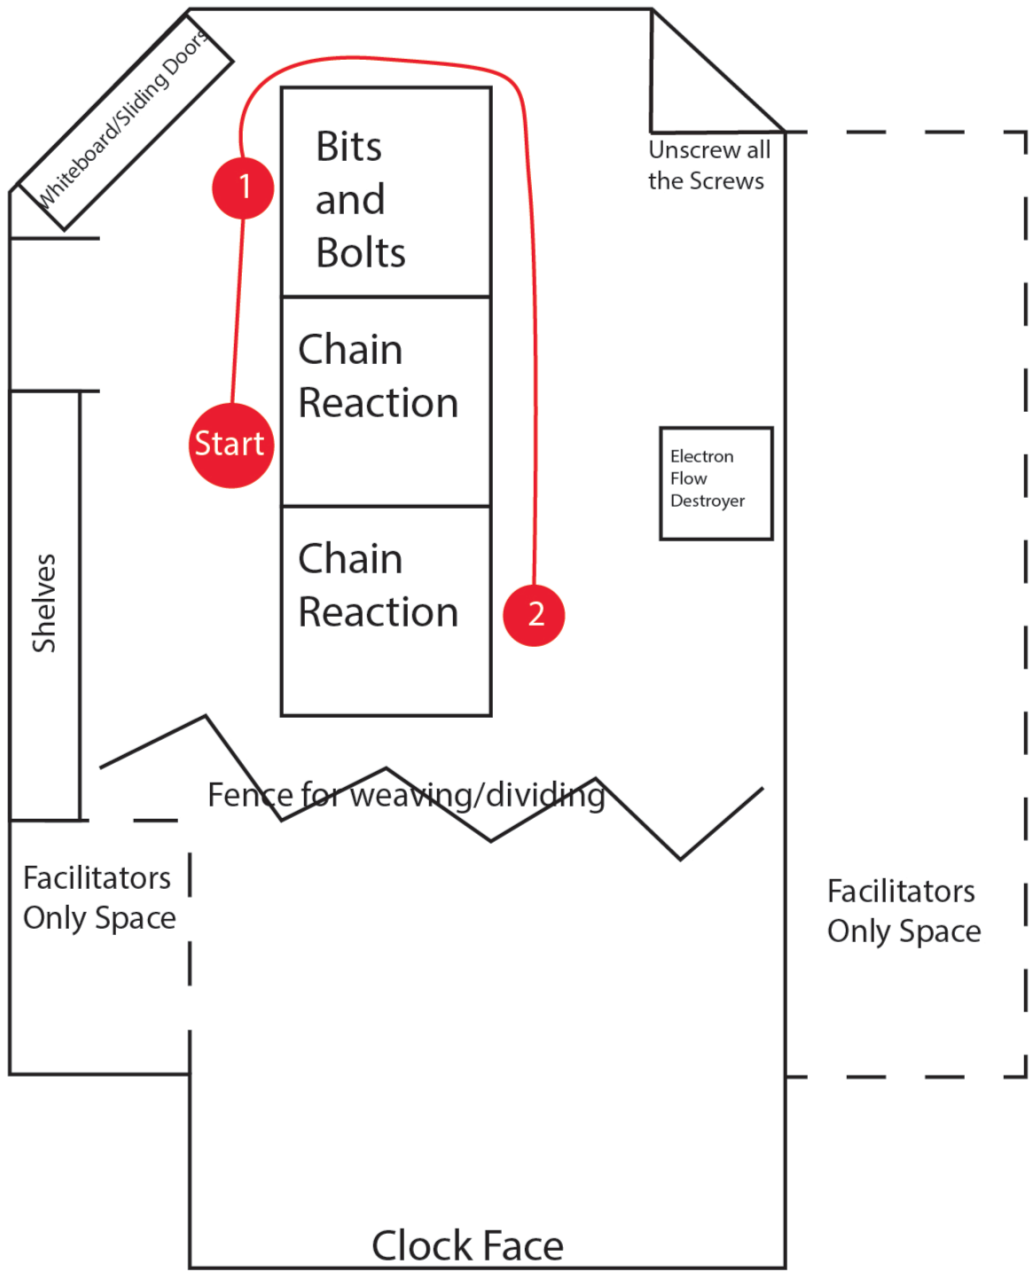 Whiteboard/Sliding Doors
1
Bits
and
Bolts
Unscrew all
the Screws
Chain
Reaction
Start
Electron
Flow
Destroyer
Chain
Reaction
2
Shelves
Fence for weaving/dividing
Facilitators
Only Space
Facilitators
Only Space
Clock Face